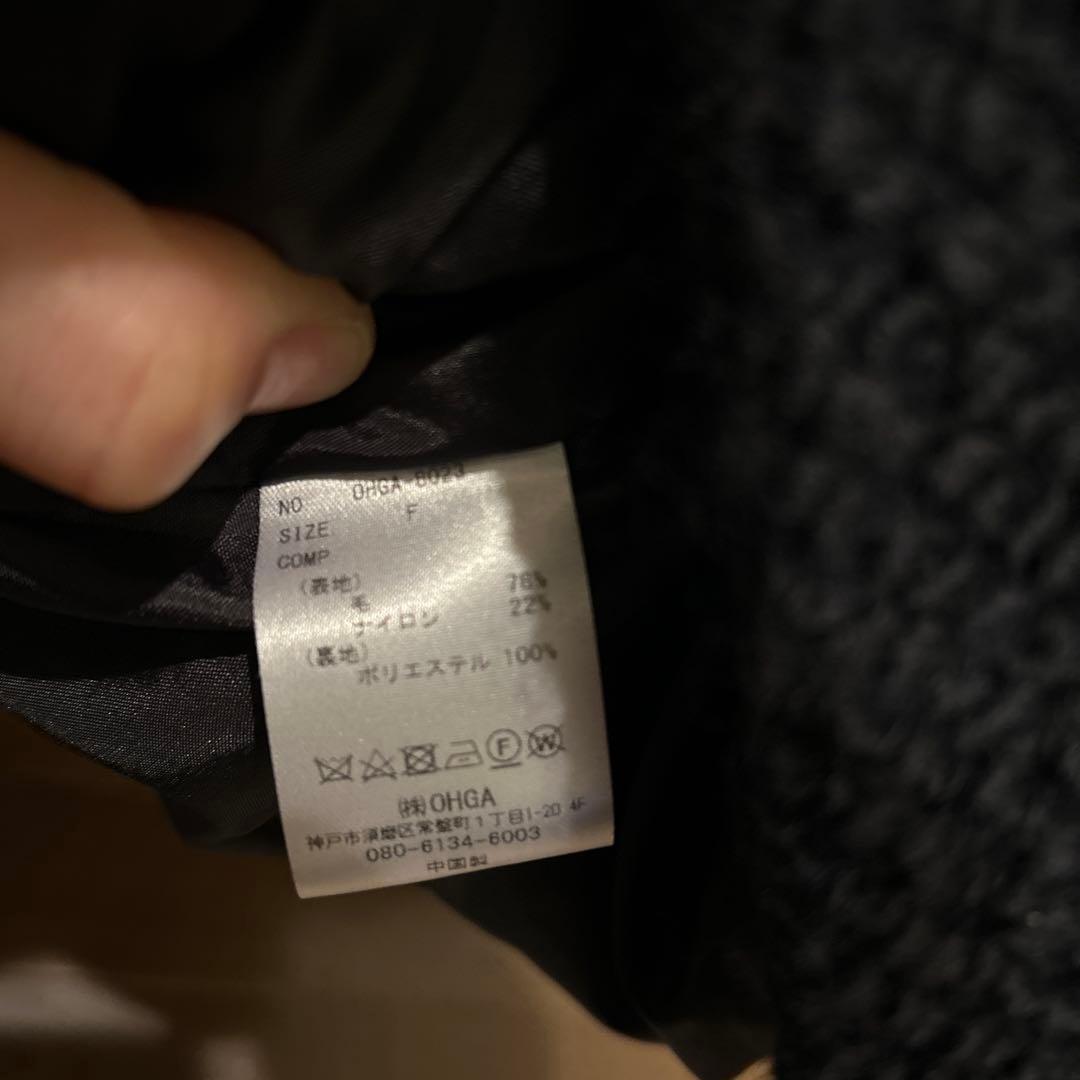 NO OHGA-8023
SIZE F
COMP
(表地)
毛 78%
ナイロン 22%
(裏地)
ポリエステル 100%
F W
㈱OHGA
神戸市須磨区常盤町1丁目1-20 4F
080-6134-6003
中国製